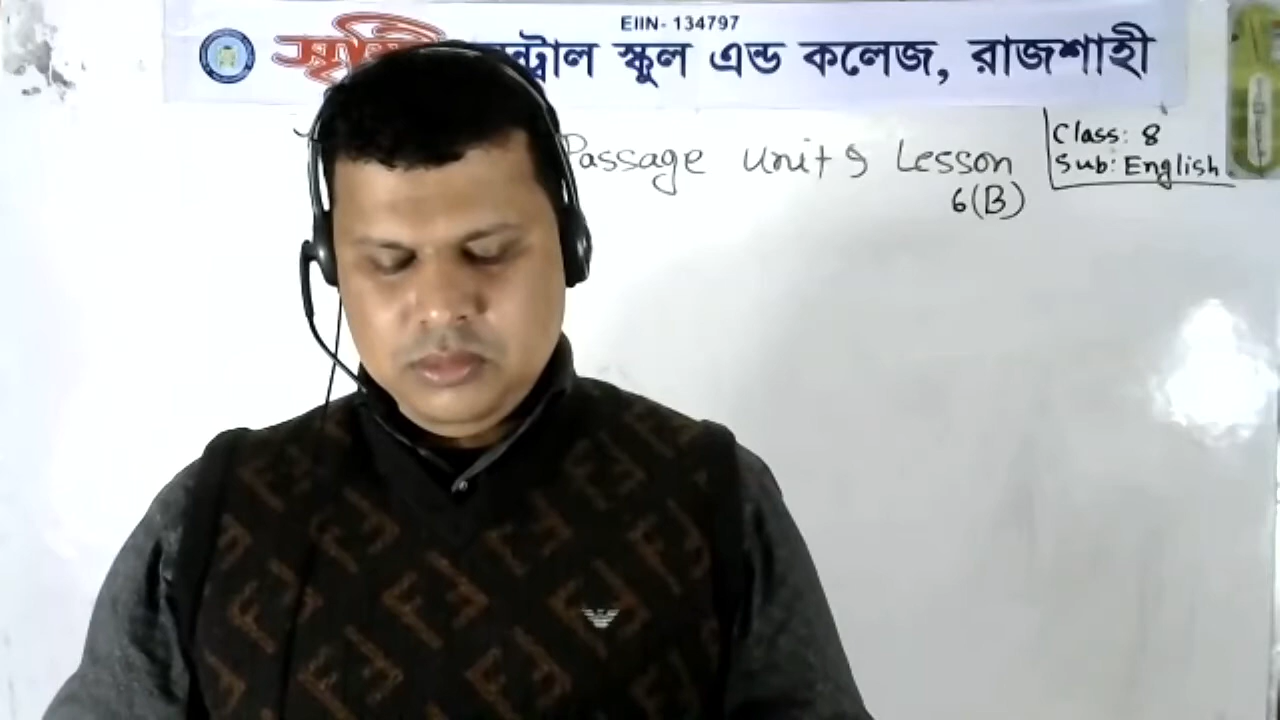 EIIN- 134797
সৃষ্টি ন্ট্রাল স্কুল এন্ড কলেজ, রাজশাহী
Passage Unit 9 Lesson
6(B)
Class: 8
Sub: English